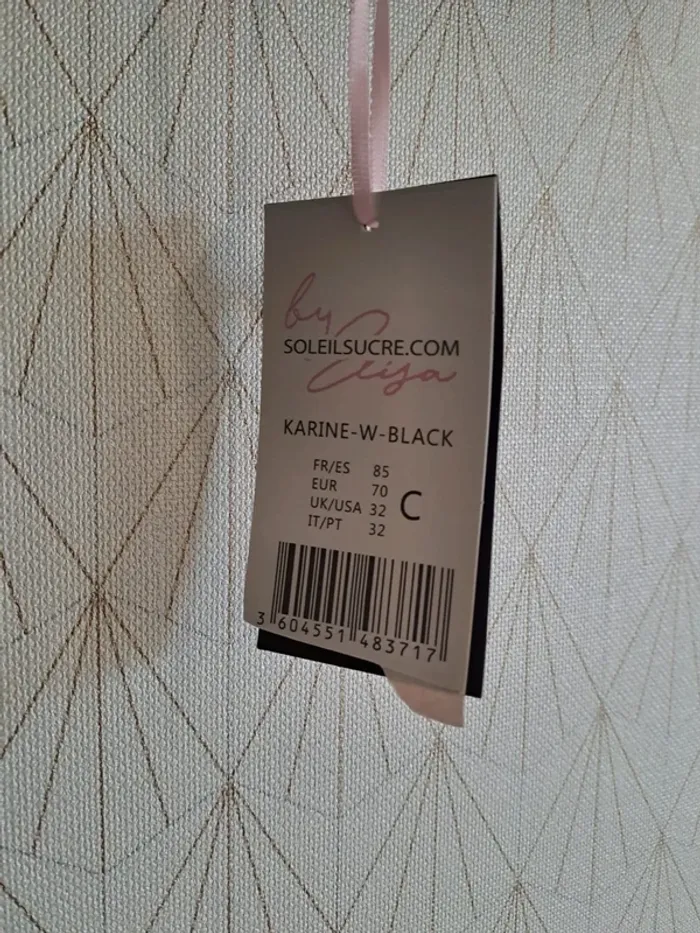 by
SOLEILSUCRE.COM
Elisa
KARINE-W-BLACK
FR/ES 85
EUR 70
UK/USA 32 C
IT/PT 32
3 604551 483717